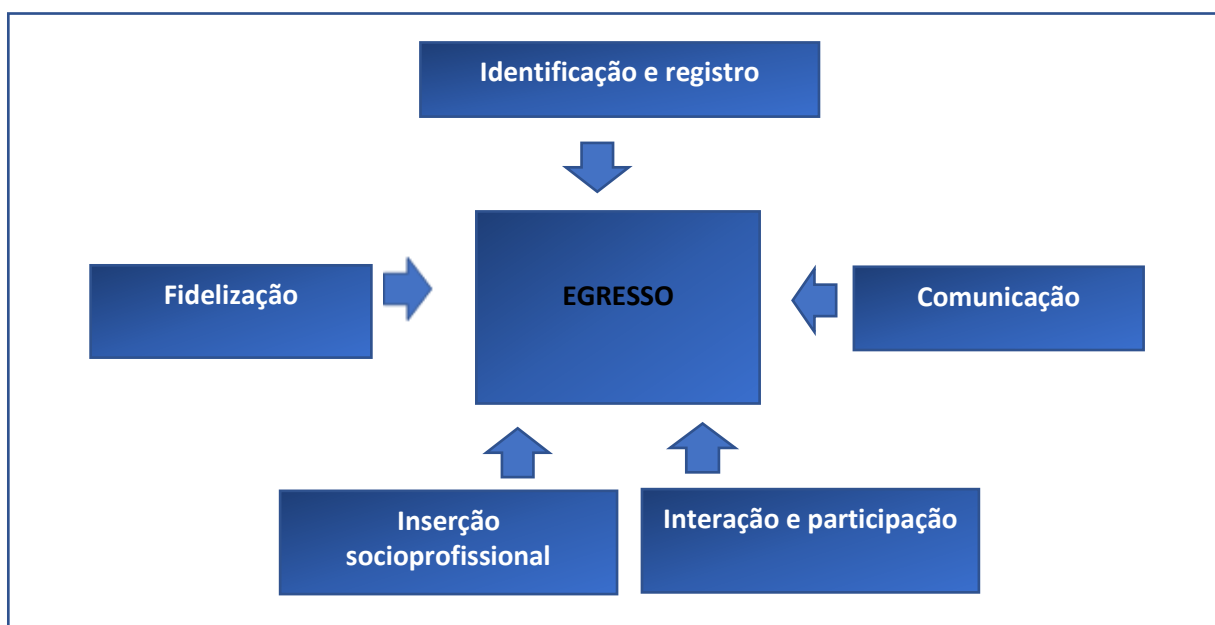 Identificação e registro
Fidelização
EGRESSO
Comunicação
Inserção
socioprofissional
Interação e participação